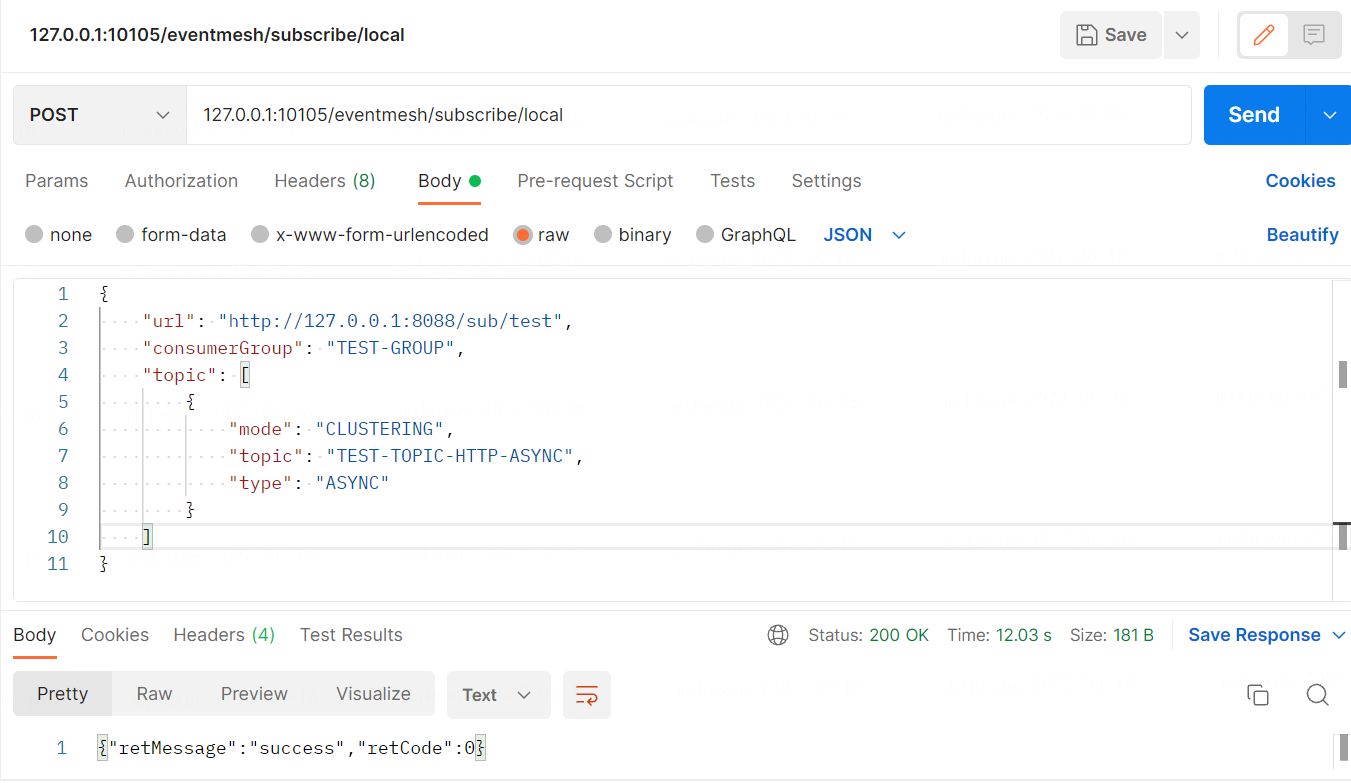 127.0.0.1:10105/eventmesh/subscribe/local Save
POST 127.0.0.1:10105/eventmesh/subscribe/local Send
Params Authorization Headers (8) Body Pre-request Script Tests Settings Cookies
none form-data x-www-form-urlencoded raw binary GraphQL JSON Beautify
1 {
2 "url": "http://127.0.0.1:8088/sub/test",
3 "consumerGroup": "TEST-GROUP",
4 "topic": [
5 {
6 "mode": "CLUSTERING",
7 "topic": "TEST-TOPIC-HTTP-ASYNC",
8 "type": "ASYNC"
9 }
10 ]
11 }
Body Cookies Headers (4) Test Results Status: 200 OK Time: 12.03 s Size: 181 B Save Response
Pretty Raw Preview Visualize Text
1 {"retMessage":"success","retCode":0}